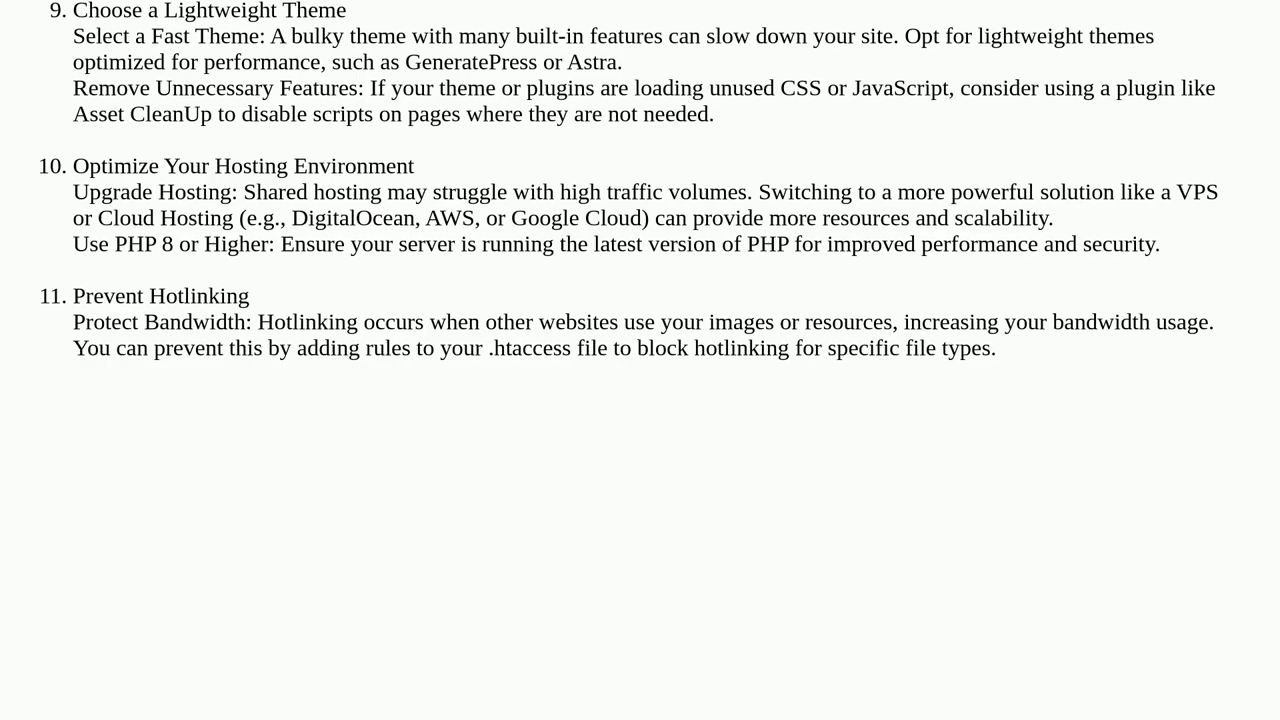 9. Choose a Lightweight Theme
Select a Fast Theme: A bulky theme with many built-in features can slow down your site. Opt for lightweight themes
optimized for performance, such as GeneratePress or Astra.
Remove Unnecessary Features: If your theme or plugins are loading unused CSS or JavaScript, consider using a plugin like
Asset CleanUp to disable scripts on pages where they are not needed.
10. Optimize Your Hosting Environment
Upgrade Hosting: Shared hosting may struggle with high traffic volumes. Switching to a more powerful solution like a VPS
or Cloud Hosting (e.g., DigitalOcean, AWS, or Google Cloud) can provide more resources and scalability.
Use PHP 8 or Higher: Ensure your server is running the latest version of PHP for improved performance and security.
11. Prevent Hotlinking
Protect Bandwidth: Hotlinking occurs when other websites use your images or resources, increasing your bandwidth usage.
You can prevent this by adding rules to your .htaccess file to block hotlinking for specific file types.